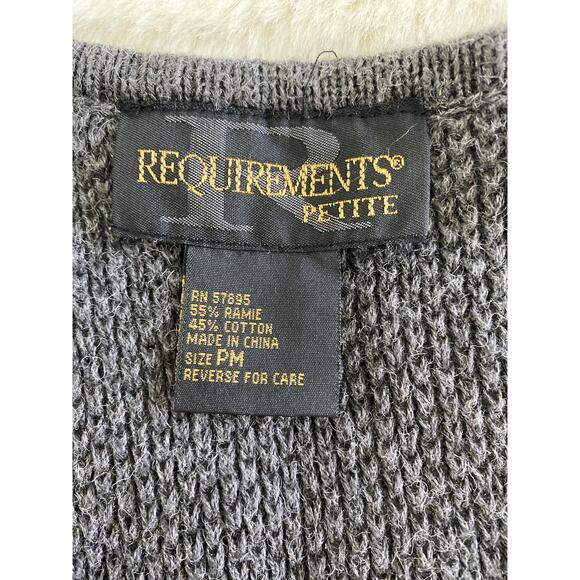 REQUIREMENTS®
PETITE
RN 57895
55% RAMIE
45% COTTON
MADE IN CHINA
SIZE PM
REVERSE FOR CARE